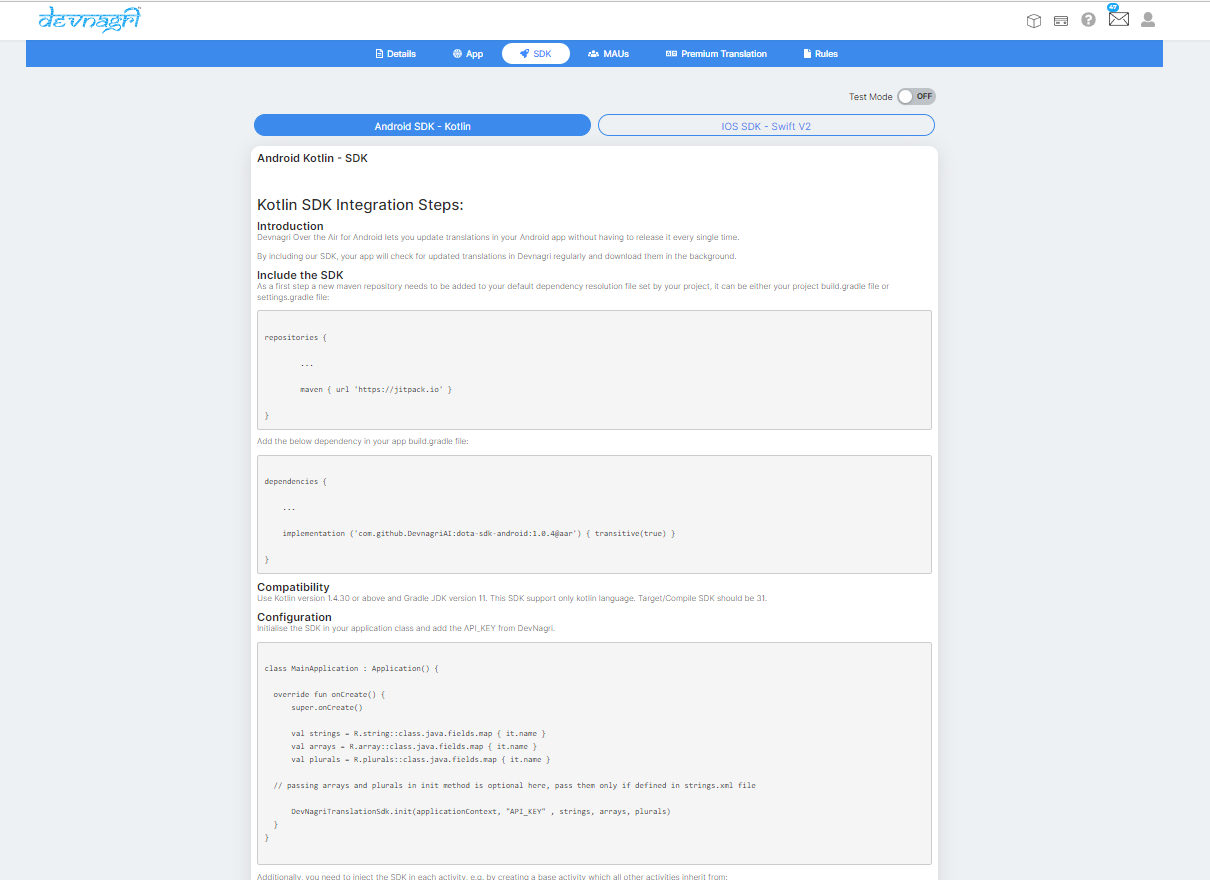 devnagri
47
Details
App
SDK
MAUs
Premium Translation
Rules
Test Mode OFF
Android SDK - Kotlin
IOS SDK - Swift V2
Android Kotlin - SDK
Kotlin SDK Integration Steps:
Introduction
Devnagri Over the Air for Android lets you update translations in your Android app without having to release it every single time.
By including our SDK, your app will check for updated translations in Devnagri regularly and download them in the background.
Include the SDK
As a first step a new maven repository needs to be added to your default dependency resolution file set by your project, it can be either your project build.gradle file or
settings.gradle file:
repositories {
...
maven { url 'https://jitpack.io' }
}
Add the below dependency in your app build.gradle file:
dependencies {
...
implementation ('com.github.DevnagriAI:dota-sdk-android:1.0.4@aar') { transitive(true) }
}
Compatibility
Use Kotlin version 1.4.30 or above and Gradle JDK version 11. This SDK support only kotlin language. Target/Compile SDK should be 31.
Configuration
Initialise the SDK in your application class and add the API_KEY from DevNagri.
class MainApplication : Application() {
override fun onCreate() {
super.onCreate()
val strings = R.string::class.java.fields.map { it.name }
val arrays = R.array::class.java.fields.map { it.name }
val plurals = R.plurals::class.java.fields.map { it.name }
// passing arrays and plurals in init method is optional here, pass them only if defined in strings.xml file
DevNagriTranslationSdk.init(applicationContext, "API_KEY" , strings, arrays, plurals)
}
}
Additionally, you need to inject the SDK in each activity, e.g. by creating a base activity which all other activities inherit from: